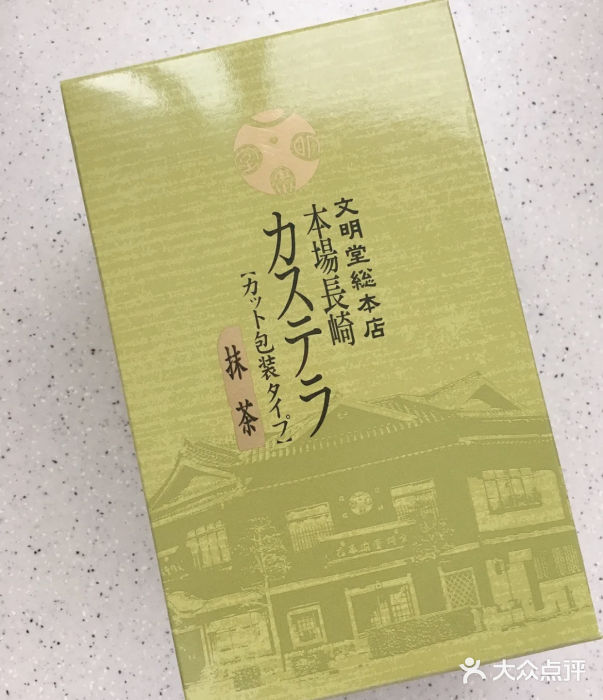 文明堂総本店
本場長崎
カステラ
【カット包装タイプ】
抹茶
大众点评